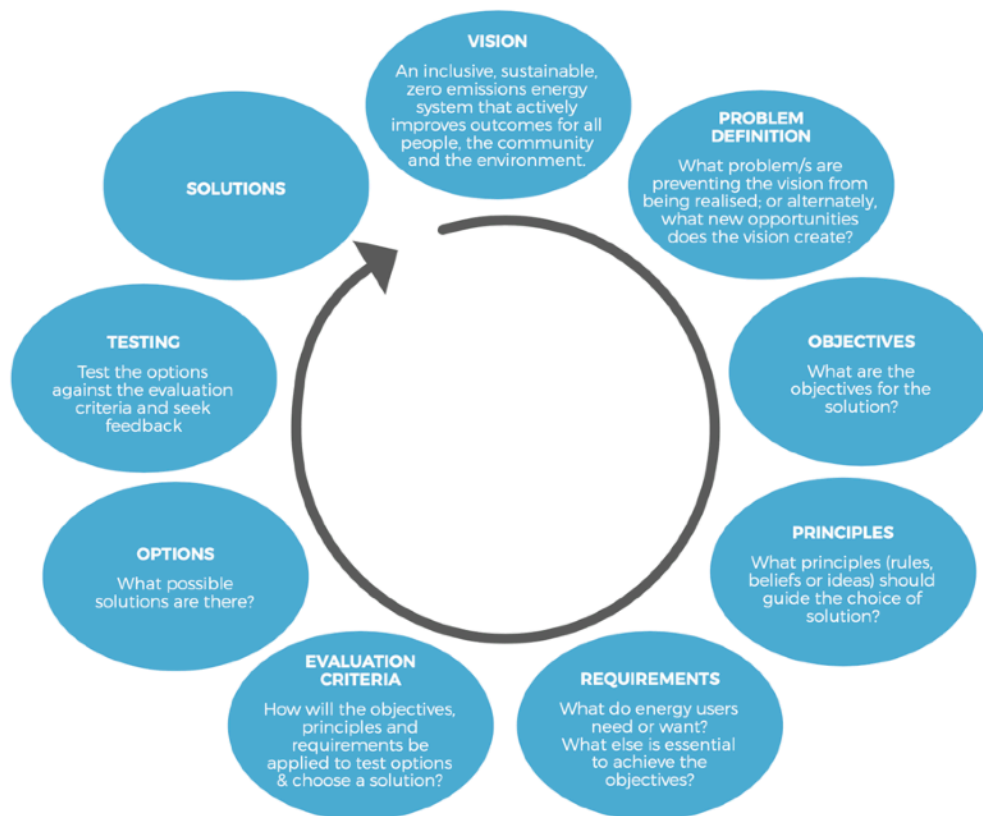 VISION
An inclusive, sustainable,
zero emissions energy
system that actively
improves outcomes for all
people, the community
and the environment.
PROBLEM
DEFINITION
What problem/s are
preventing the vision from
being realised; or alternately,
what new opportunities
does the vision create?
OBJECTIVES
What are the
objectives for the
solution?
PRINCIPLES
What principles (rules,
beliefs or ideas) should
guide the choice of
solution?
REQUIREMENTS
What do energy users
need or want?
What else is essential
to achieve the
objectives?
EVALUATION
CRITERIA
How will the objectives,
principles and
requirements be
applied to test options
& choose a solution?
OPTIONS
What possible
solutions are there?
TESTING
Test the options
against the evaluation
criteria and seek
feedback
SOLUTIONS